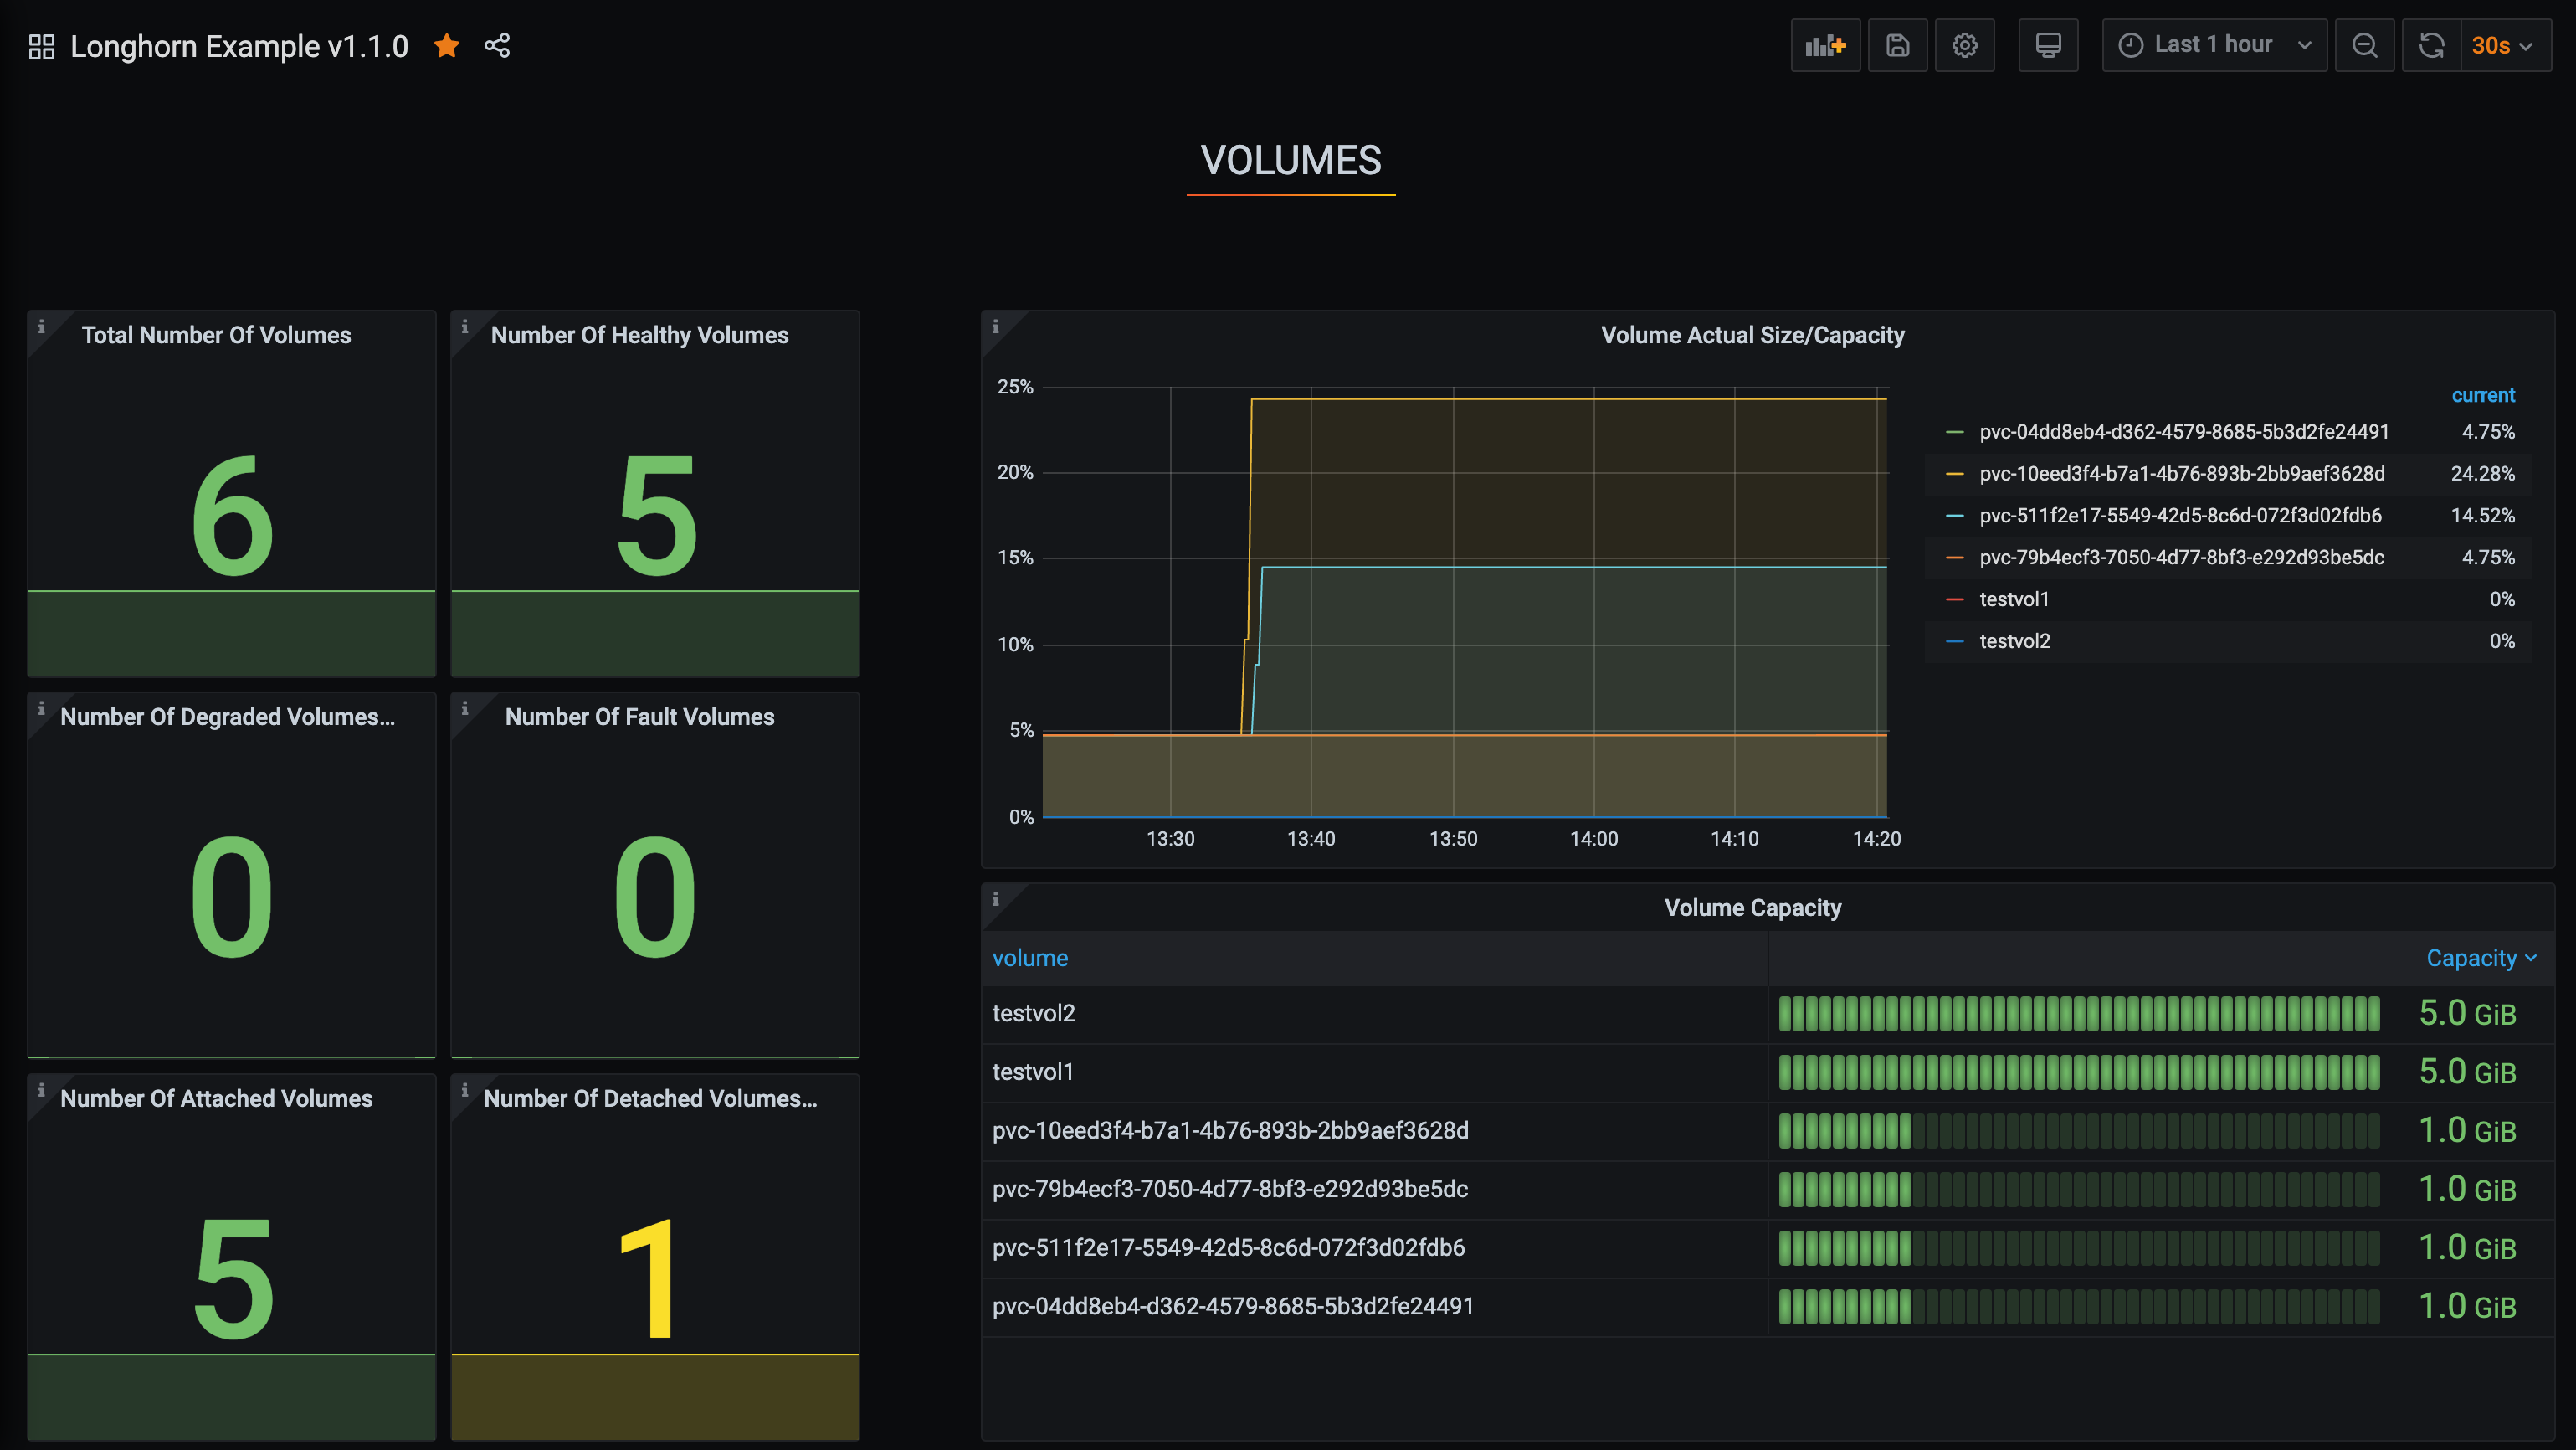 Longhorn Example v1.1.0
Last 1 hour
30s
VOLUMES
Total Number Of Volumes
6
Number Of Healthy Volumes
5
Number Of Degraded Volumes...
0
Number Of Fault Volumes
0
Number Of Attached Volumes
5
Number Of Detached Volumes...
1
Volume Actual Size/Capacity
25%
20%
15%
10%
5%
0%
13:30 13:40 13:50 14:00 14:10 14:20
current
pvc-04dd8eb4-d362-4579-8685-5b3d2fe24491 4.75%
pvc-10eed3f4-b7a1-4b76-893b-2bb9aef3628d 24.28%
pvc-511f2e17-5549-42d5-8c6d-072f3d02fdb6 14.52%
pvc-79b4ecf3-7050-4d77-8bf3-e292d93be5dc 4.75%
testvol1 0%
testvol2 0%
Volume Capacity
volume Capacity
testvol2 5.0 GiB
testvol1 5.0 GiB
pvc-10eed3f4-b7a1-4b76-893b-2bb9aef3628d 1.0 GiB
pvc-79b4ecf3-7050-4d77-8bf3-e292d93be5dc 1.0 GiB
pvc-511f2e17-5549-42d5-8c6d-072f3d02fdb6 1.0 GiB
pvc-04dd8eb4-d362-4579-8685-5b3d2fe24491 1.0 GiB